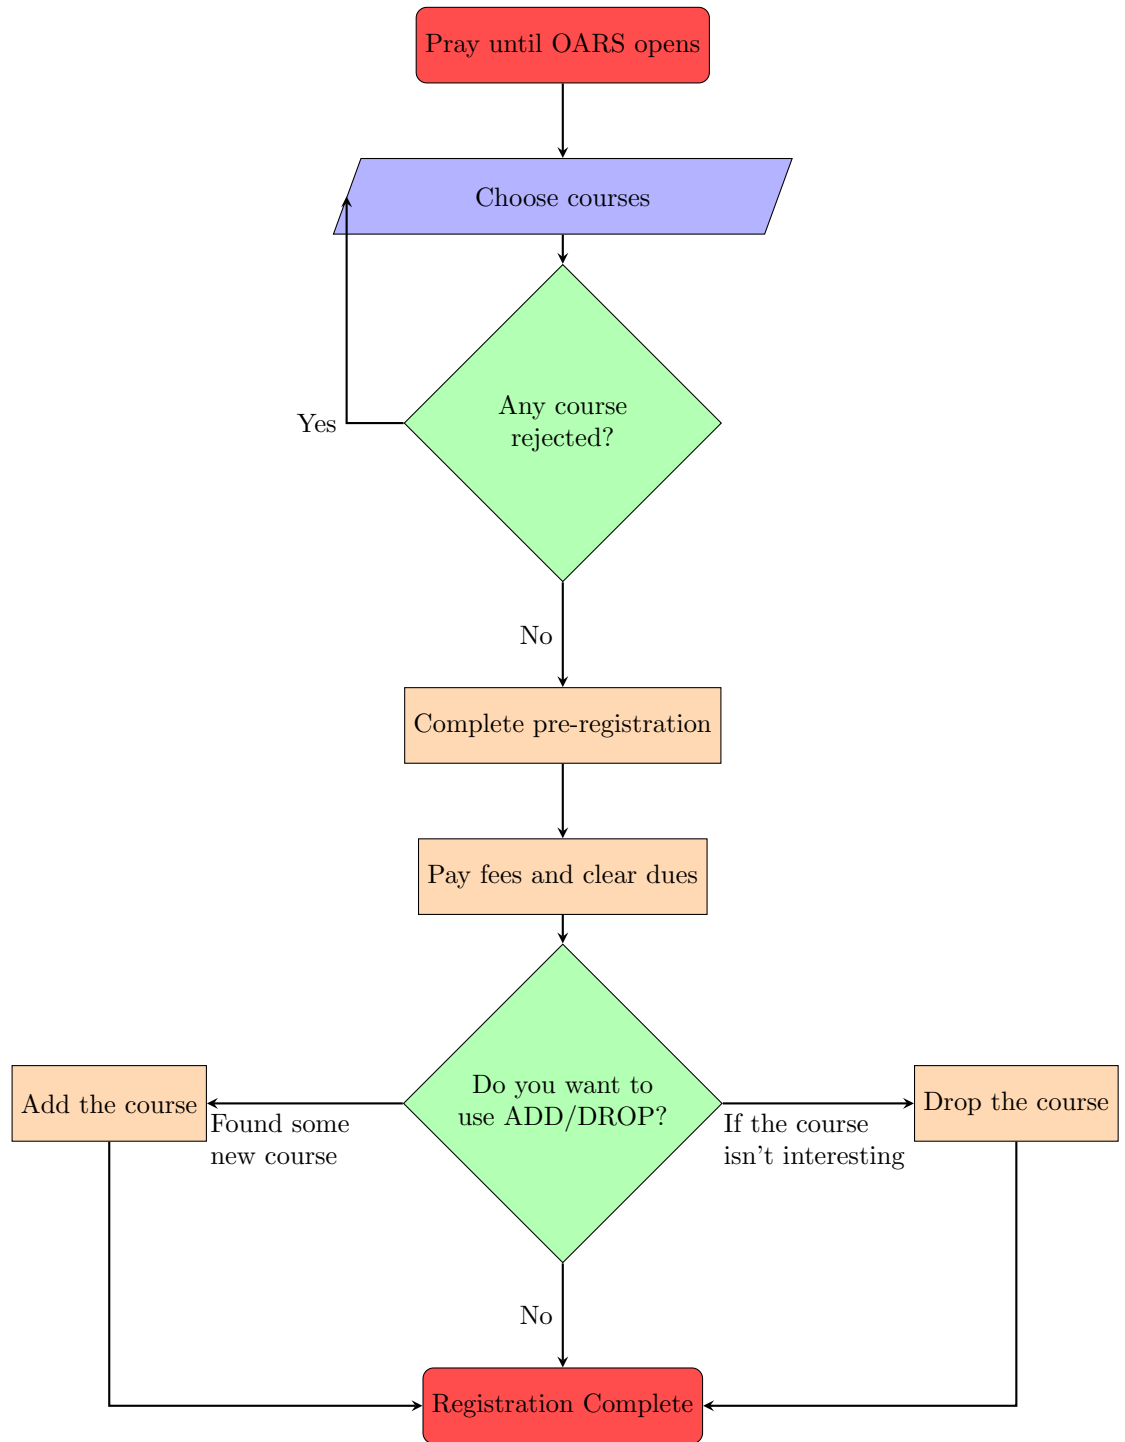 Pray until OARS opens
Choose courses
Any course
rejected?
Yes
No
Complete pre-registration
Pay fees and clear dues
Do you want to
use ADD/DROP?
Add the course
Found some
new course
If the course
isn't interesting
Drop the course
No
Registration Complete